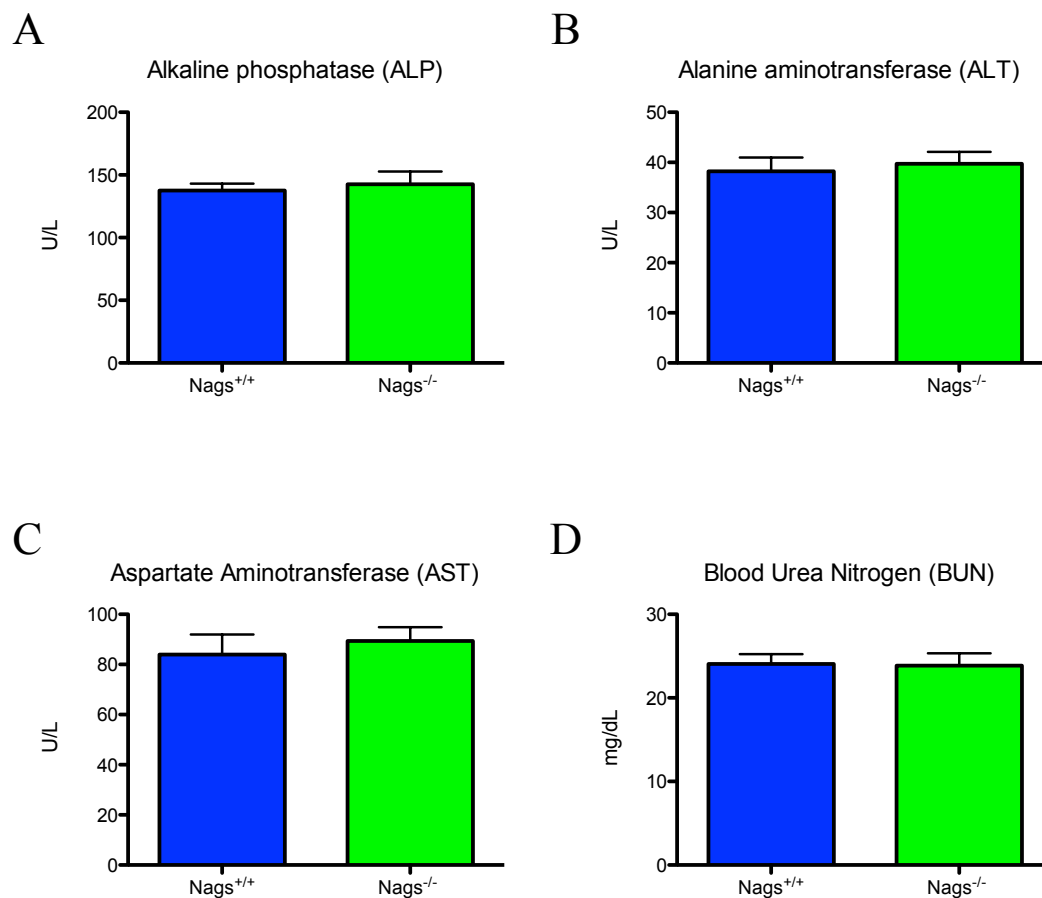 A
Alkaline phosphatase (ALP)
200
150
100
50
0
U/L
Nags+/+
Nags-/-
B
Alanine aminotransferase (ALT)
50
40
30
20
10
0
U/L
Nags+/+
Nags-/-
C
Aspartate Aminotransferase (AST)
100
80
60
40
20
0
U/L
Nags+/+
Nags-/-
D
Blood Urea Nitrogen (BUN)
30
20
10
0
mg/dL
Nags+/+
Nags-/-